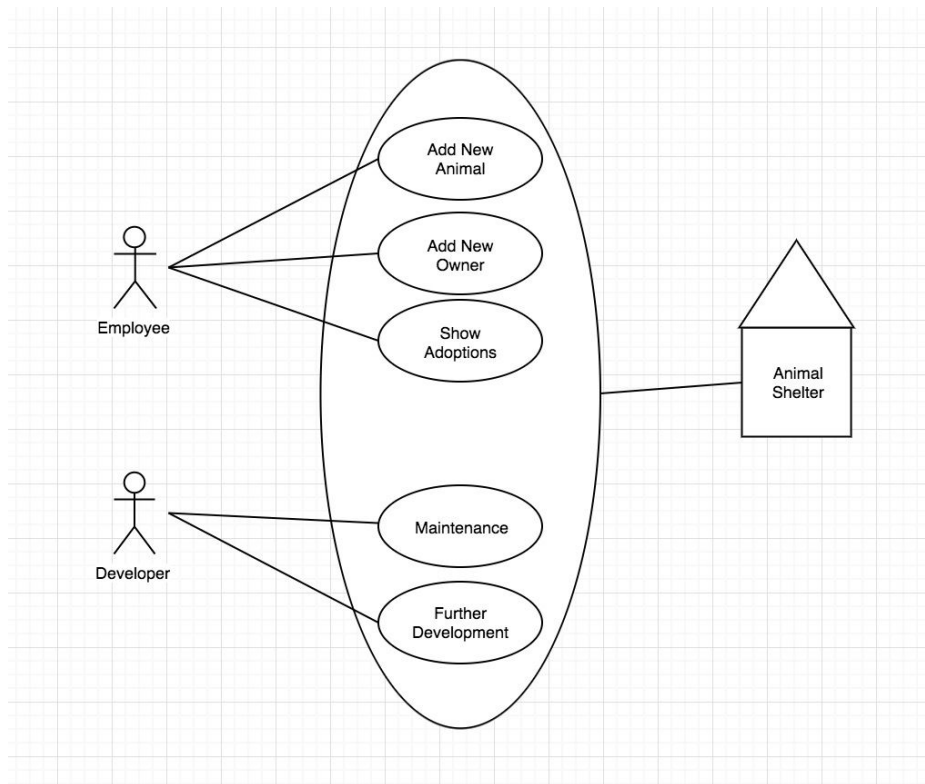 Add New
Animal
Add New
Owner
Employee
Show
Adoptions
Animal
Shelter
Maintenance
Developer
Further
Development